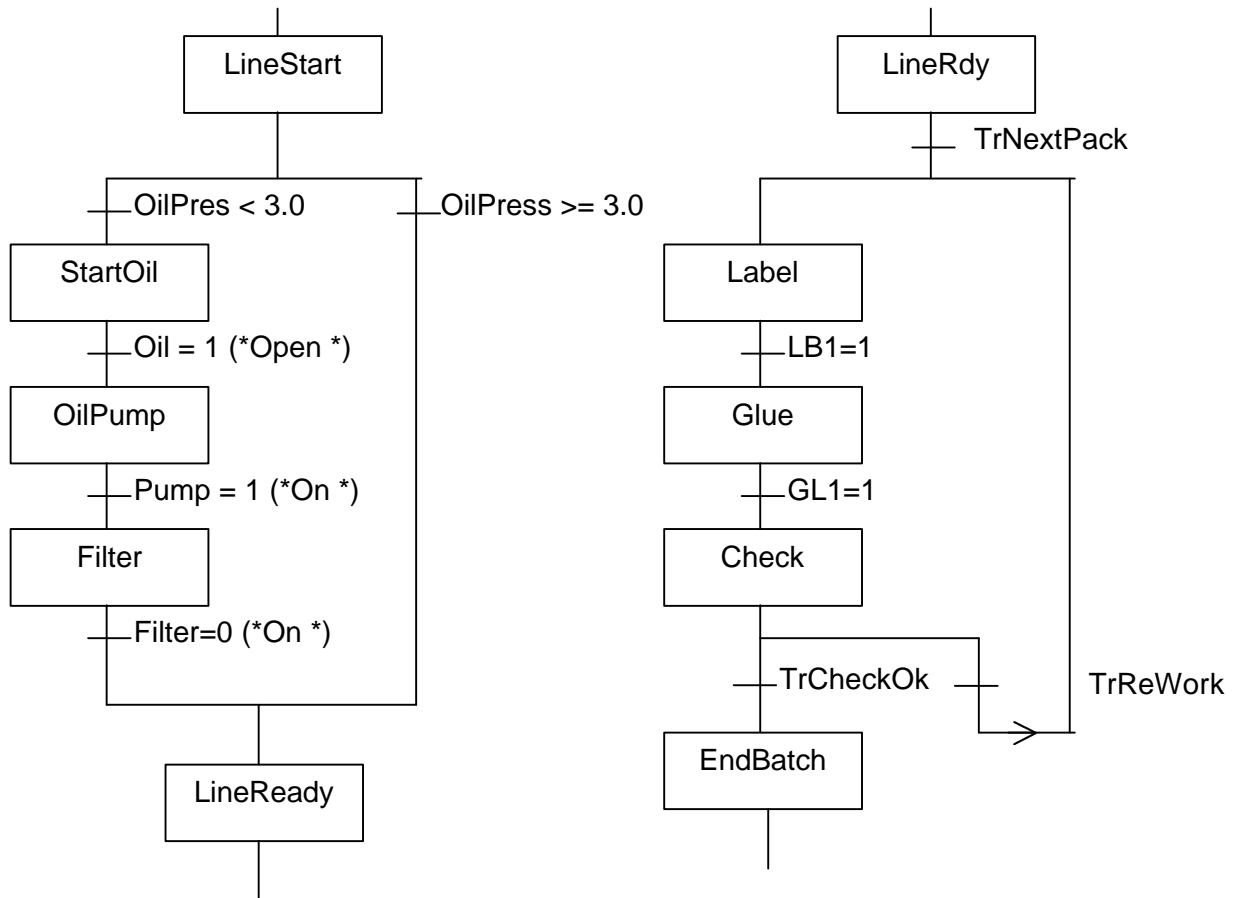 LineStart
OilPres < 3.0
OilPress >= 3.0
StartOil
Oil = 1 (*Open *)
OilPump
Pump = 1 (*On *)
Filter
Filter=0 (*On *)
LineReady
LineRdy
TrNextPack
Label
LB1=1
Glue
GL1=1
Check
TrCheckOk
TrReWork
EndBatch